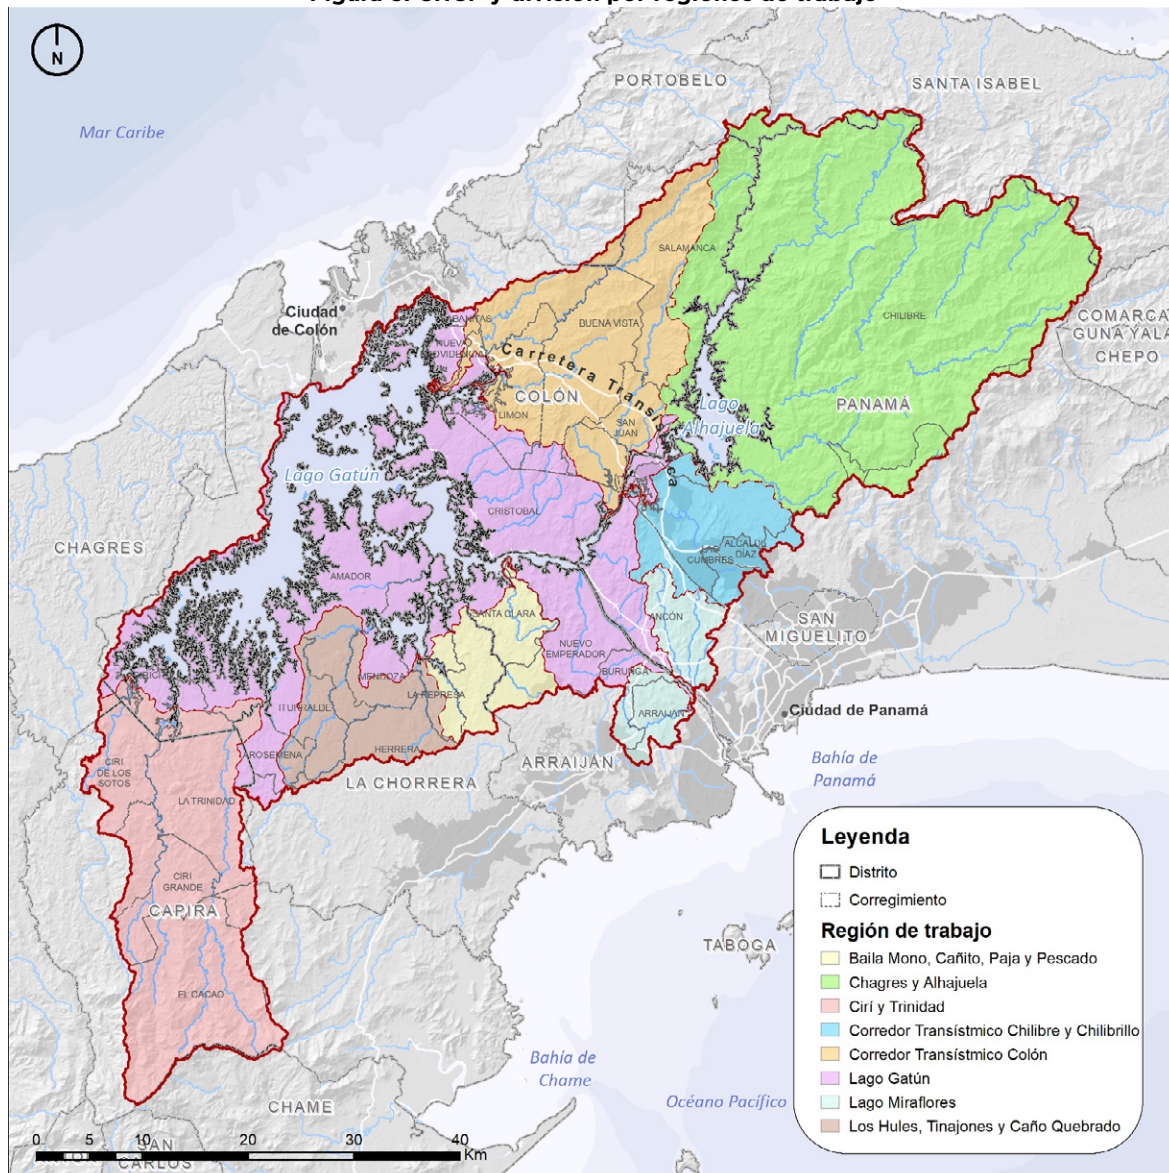 N
PORTOBELO
SANTA ISABEL
Mar Caribe
SALAMANCA
Ciudad
de Colón
BUENA VISTA
CHILIBRE
COMARCA
GUNA YALA
CHEPO
Carretera Transístmica
COLÓN
LIMON
SAN
JUAN
Lago
Alhajuela
PANAMÁ
Lago Gatún
CRISTOBAL
CHAGRES
AMADOR
ALCALDE
DÍAZ
LAS
CUMBRES
SANTA CLARA
ANCÓN
SAN
MIGUELITO
NUEVO
EMPERADOR
BURUNGA
MENDOZA
LA REPRESA
ITURRALDE
ARRAIJÁN
Ciudad de Panamá
HERRERA
AROSEMENA
CIRI
DE LOS
SOTOS
LA TRINIDAD
LA CHORRERA
ARRAIJÁN
Bahía de
Panamá
CIRI
GRANDE
CAPIRA
EL CACAO
TABOGA
Bahía de
Chame
Océano Pacífico
CHAME
SAN
CARLOS
0 5 10 20 30 40
Km
Leyenda
Distrito
Corregimiento
Región de trabajo
Baila Mono, Cañito, Paja y Pescado
Chagres y Alhajuela
Cirí y Trinidad
Corredor Transístmico Chilibre y Chilibrillo
Corredor Transístmico Colón
Lago Gatún
Lago Miraflores
Los Hules, Tinajones y Caño Quebrado